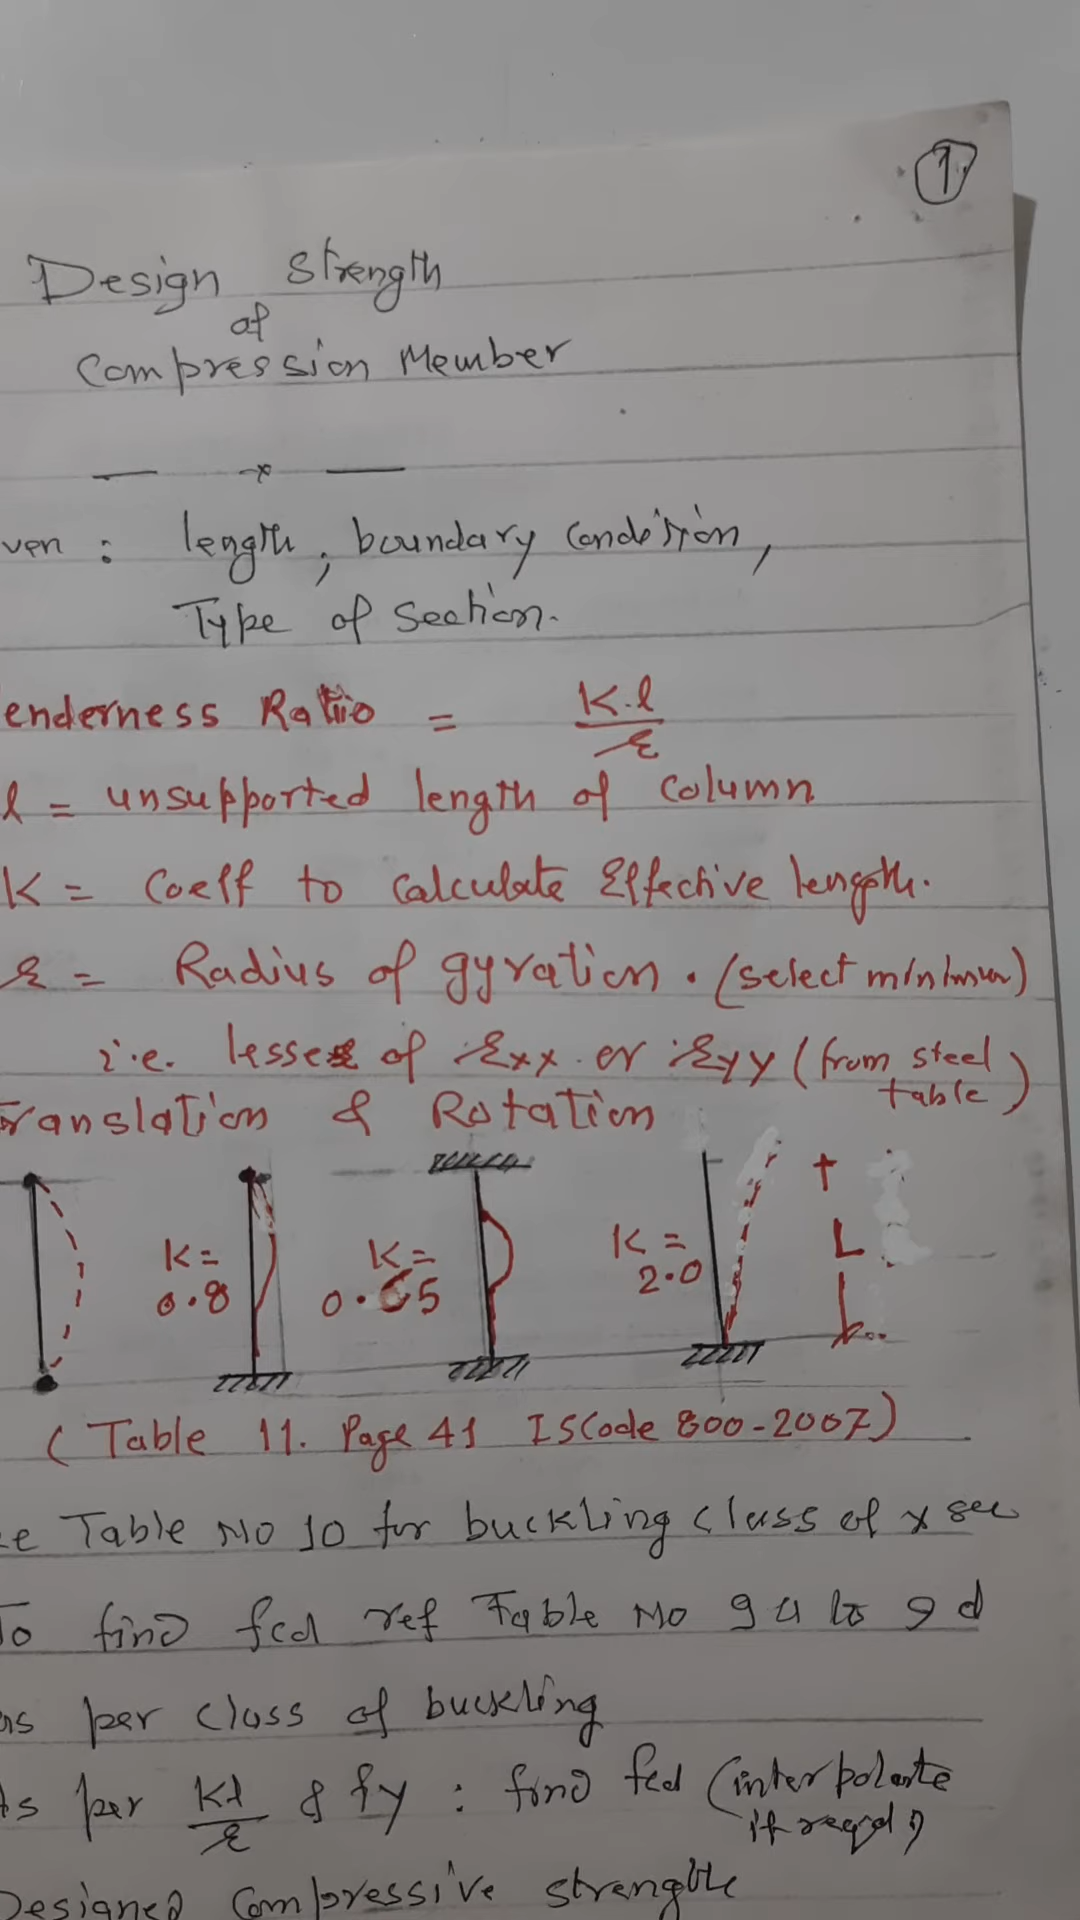 1
Design Strength
of
Compression Member
ven : length, boundary Condition,
Type of Section.
enderness Ratio = K.l / r
l = unsupported length of Column
K = Coeff to Calculate Effective length.
r = Radius of gyration. (select minimum)
i.e. lesser of rxx or ryy (from steel table)
ranslation & Rotation
K = 0.8
K = 0.65
K = 2.0
L
(Table 11. Page 41 IS Code 800-2007)
e Table No 10 for buckling class of x sec
To find fcd ref Table No 9a to 9d
as per class of buckling
As per Kl / r & fy : find fcd (interpolate if reqd)
Designed Compressive strength